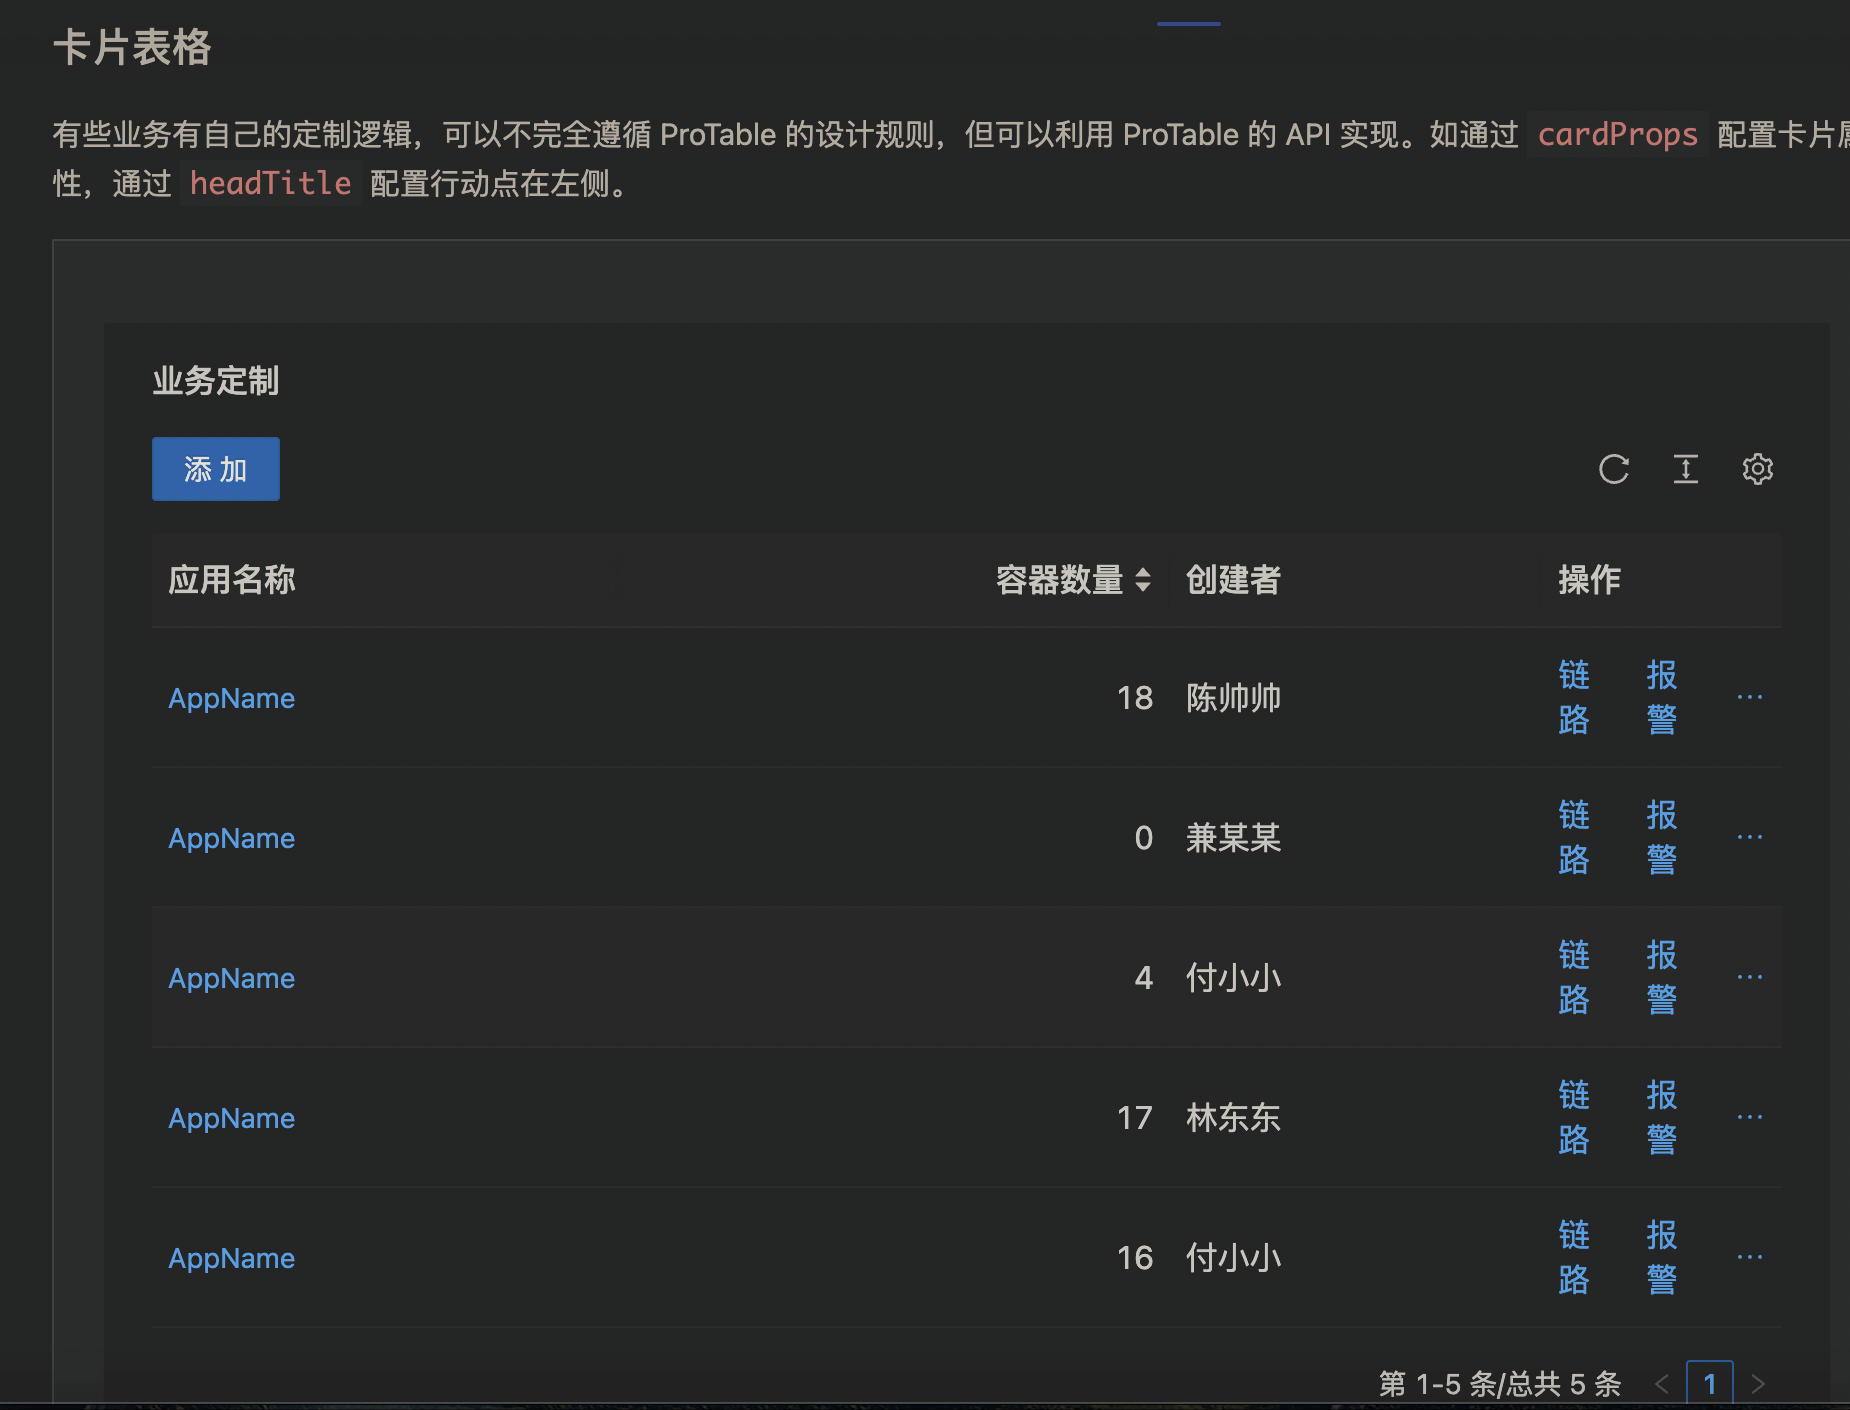 卡片表格
有些业务有自己的定制逻辑，可以不完全遵循 ProTable 的设计规则，但可以利用 ProTable 的 API 实现。如通过 cardProps 配置卡片属
性，通过 headTitle 配置行动点在左侧。
业务定制
添 加
应用名称 容器数量 创建者 操作
AppName 18 陈帅帅 链路 报警 ···
AppName 0 兼某某 链路 报警 ···
AppName 4 付小小 链路 报警 ···
AppName 17 林东东 链路 报警 ···
AppName 16 付小小 链路 报警 ···
第 1-5 条/总共 5 条 < 1 >